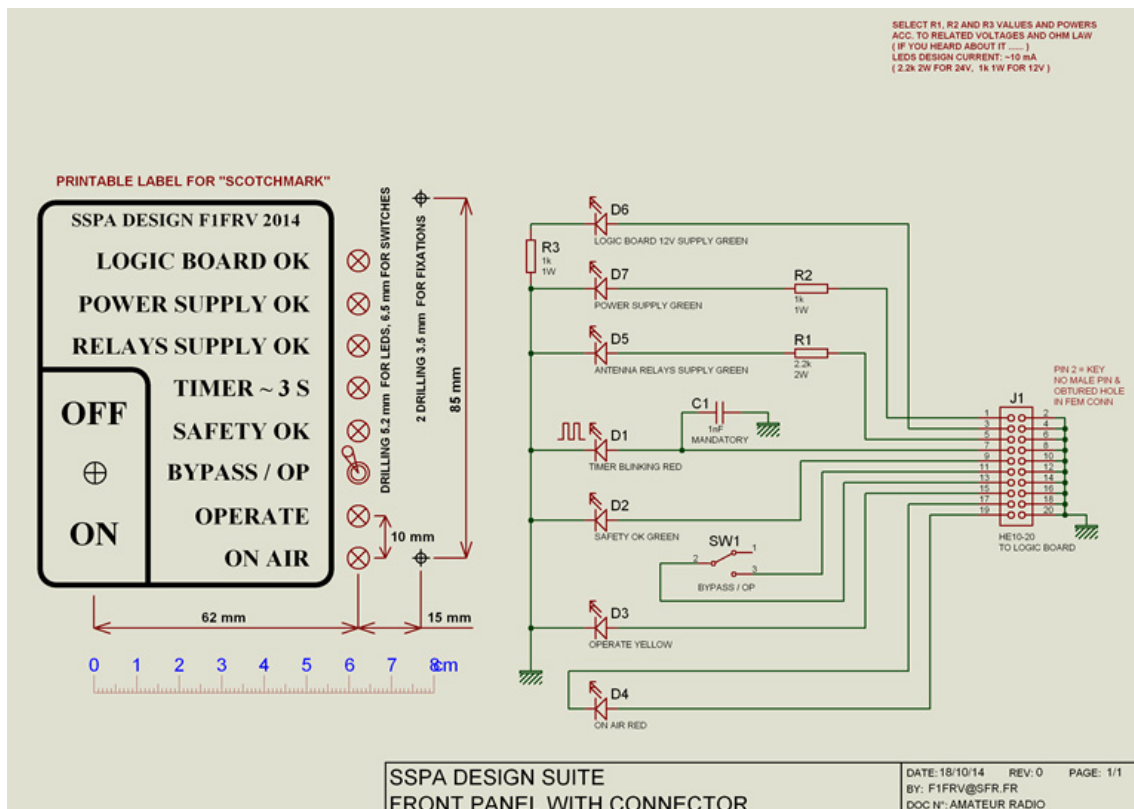 SELECT R1, R2 AND R3 VALUES AND POWERS
ACC. TO RELATED VOLTAGES AND OHM LAW
( IF YOU HEARD ABOUT IT ...... )
LEDS DESIGN CURRENT: ~10 mA
( 2.2k 2W FOR 24V, 1k 1W FOR 12V )
PRINTABLE LABEL FOR "SCOTCHMARK"
SSPA DESIGN F1FRV 2014
LOGIC BOARD OK
POWER SUPPLY OK
RELAYS SUPPLY OK
TIMER ~ 3 S
SAFETY OK
BYPASS / OP
OPERATE
ON AIR
OFF
ON
DRILLING 5.2 mm FOR LEDS, 6.5 mm FOR SWITCHES
2 DRILLING 3.5 mm FOR FIXATIONS
85 mm
10 mm
62 mm
15 mm
0 1 2 3 4 5 6 7 8cm
D6
LOGIC BOARD 12V SUPPLY GREEN
R3
1k
1W
D7
POWER SUPPLY GREEN
R2
1k
1W
D5
ANTENNA RELAYS SUPPLY GREEN
R1
2.2k
2W
C1
1nF
MANDATORY
D1
TIMER BLINKING RED
D2
SAFETY OK GREEN
SW1
1
2
3
BYPASS / OP
D3
OPERATE YELLOW
D4
ON AIR RED
PIN 2 = KEY
NO MALE PIN &
OBTURED HOLE
IN FEM CONN
J1
1 2
3 4
5 6
7 8
9 10
11 12
13 14
15 16
17 18
19 20
HE10-20
TO LOGIC BOARD
SSPA DESIGN SUITE
FRONT PANEL WITH CONNECTOR
DATE: 18/10/14 REV: 0 PAGE: 1/1
BY: F1FRV@SFR.FR
DOC N°: AMATEUR RADIO